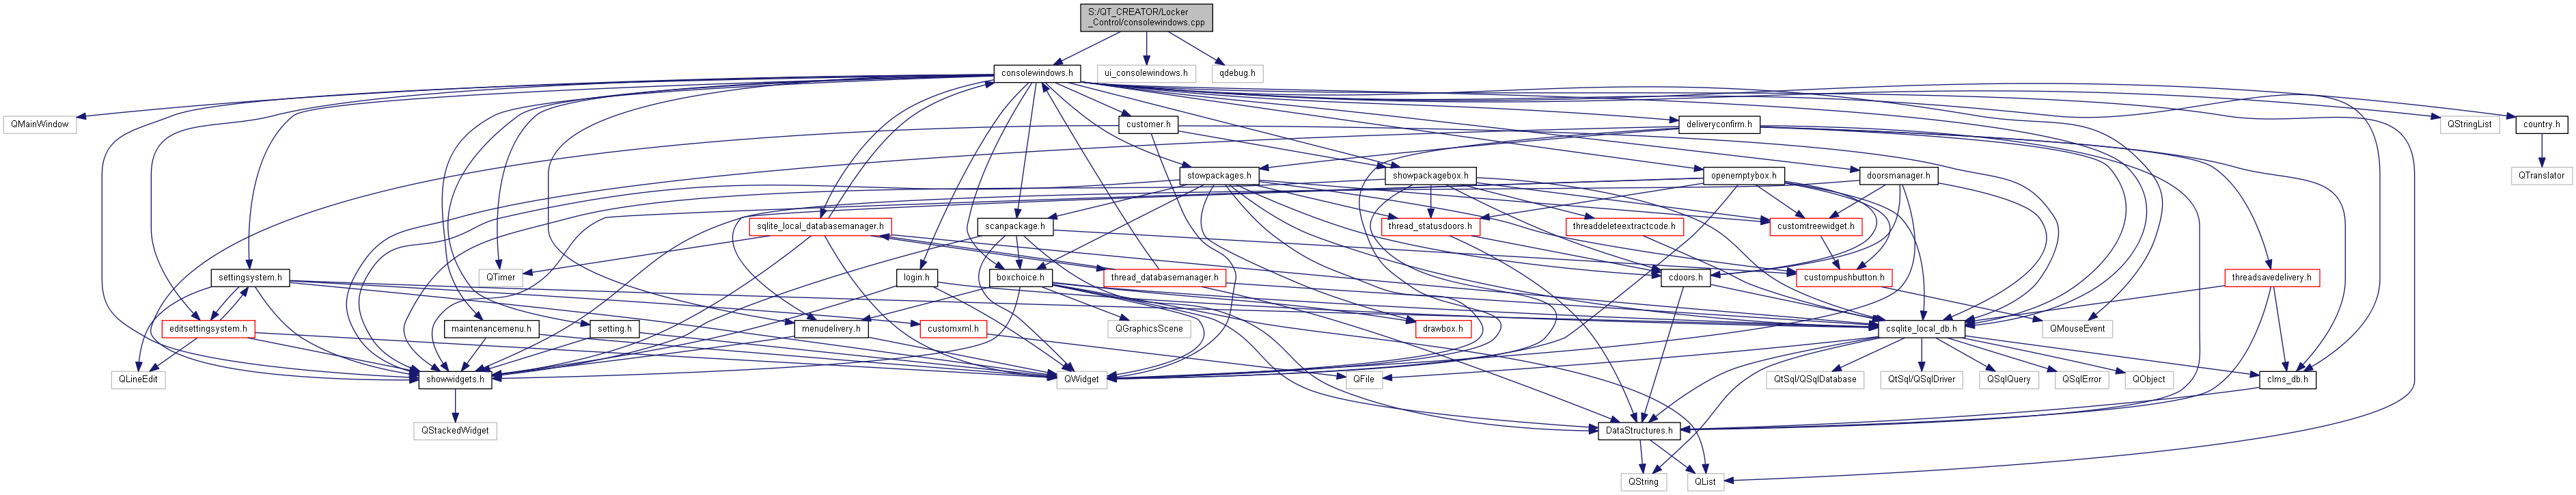 S:/QT_CREATOR/Locker
_Control/consolewindows.cpp
consolewindows.h
ui_consolewindows.h
qdebug.h
QMainWindow
customer.h
deliveryconfirm.h
QStringList
country.h
stowpackages.h
showpackagebox.h
openemptybox.h
doorsmanager.h
QTranslator
sqlite_local_databasemanager.h
scanpackage.h
thread_statusdoors.h
threaddeleteextractcode.h
customtreewidget.h
settingsystem.h
QTimer
login.h
boxchoice.h
thread_databasemanager.h
cdoors.h
custompushbutton.h
threadsavedelivery.h
editsettingsystem.h
maintenancemenu.h
setting.h
menudelivery.h
customxml.h
QGraphicsScene
drawbox.h
csqlite_local_db.h
QMouseEvent
QLineEdit
showwidgets.h
QWidget
QFile
QtSql/QSqlDatabase
QtSql/QSqlDriver
QSqlQuery
QSqlError
QObject
clms_db.h
QStackedWidget
DataStructures.h
QString
QList